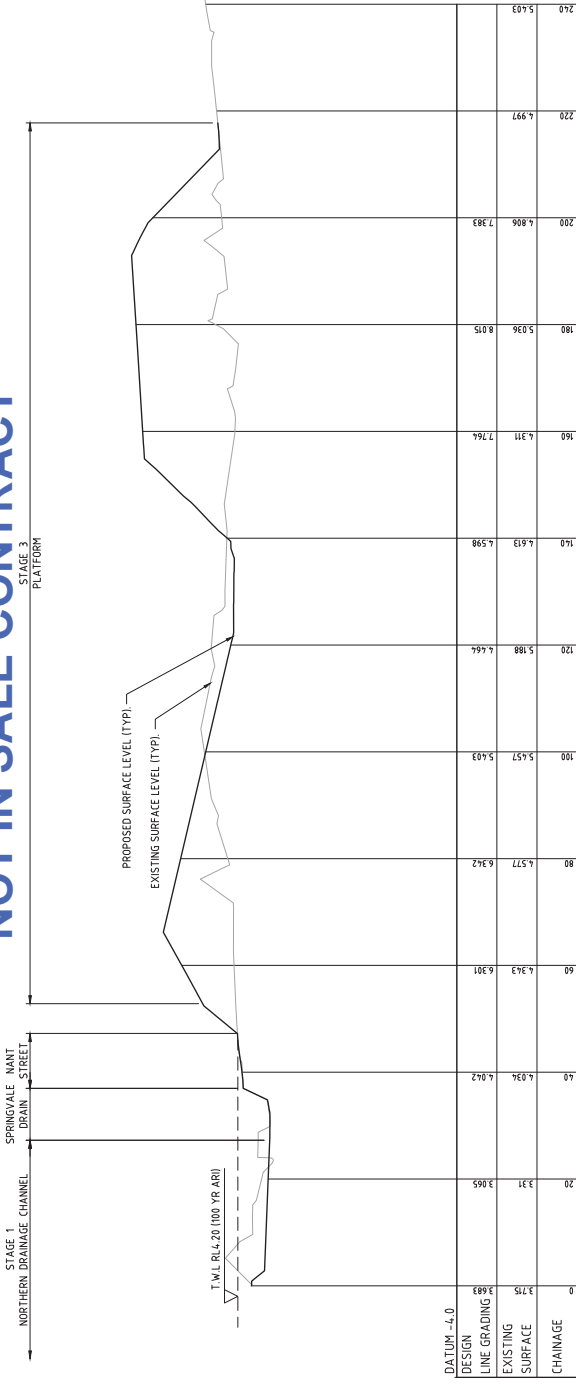 NOT IN SALE CONTRACT
STAGE 1
NORTHERN DRAINAGE CHANNEL
SPRINGVALE
DRAIN
NANT
STREET
STAGE 3
PLATFORM
PROPOSED SURFACE LEVEL (TYP).
EXISTING SURFACE LEVEL (TYP).
T.W.L RL4.20 (100 YR ARI)
DATUM -4.0
DESIGN
LINE GRADING
3.683 3.065 4.042 6.301 6.342 5.403 4.464 4.598 7.764 8.015 7.383
EXISTING
SURFACE
3.715 3.31 4.034 4.343 4.577 5.457 5.188 4.613 4.311 5.036 4.806 4.997 5.403
CHAINAGE
0 20 40 60 80 100 120 140 160 180 200 220 240